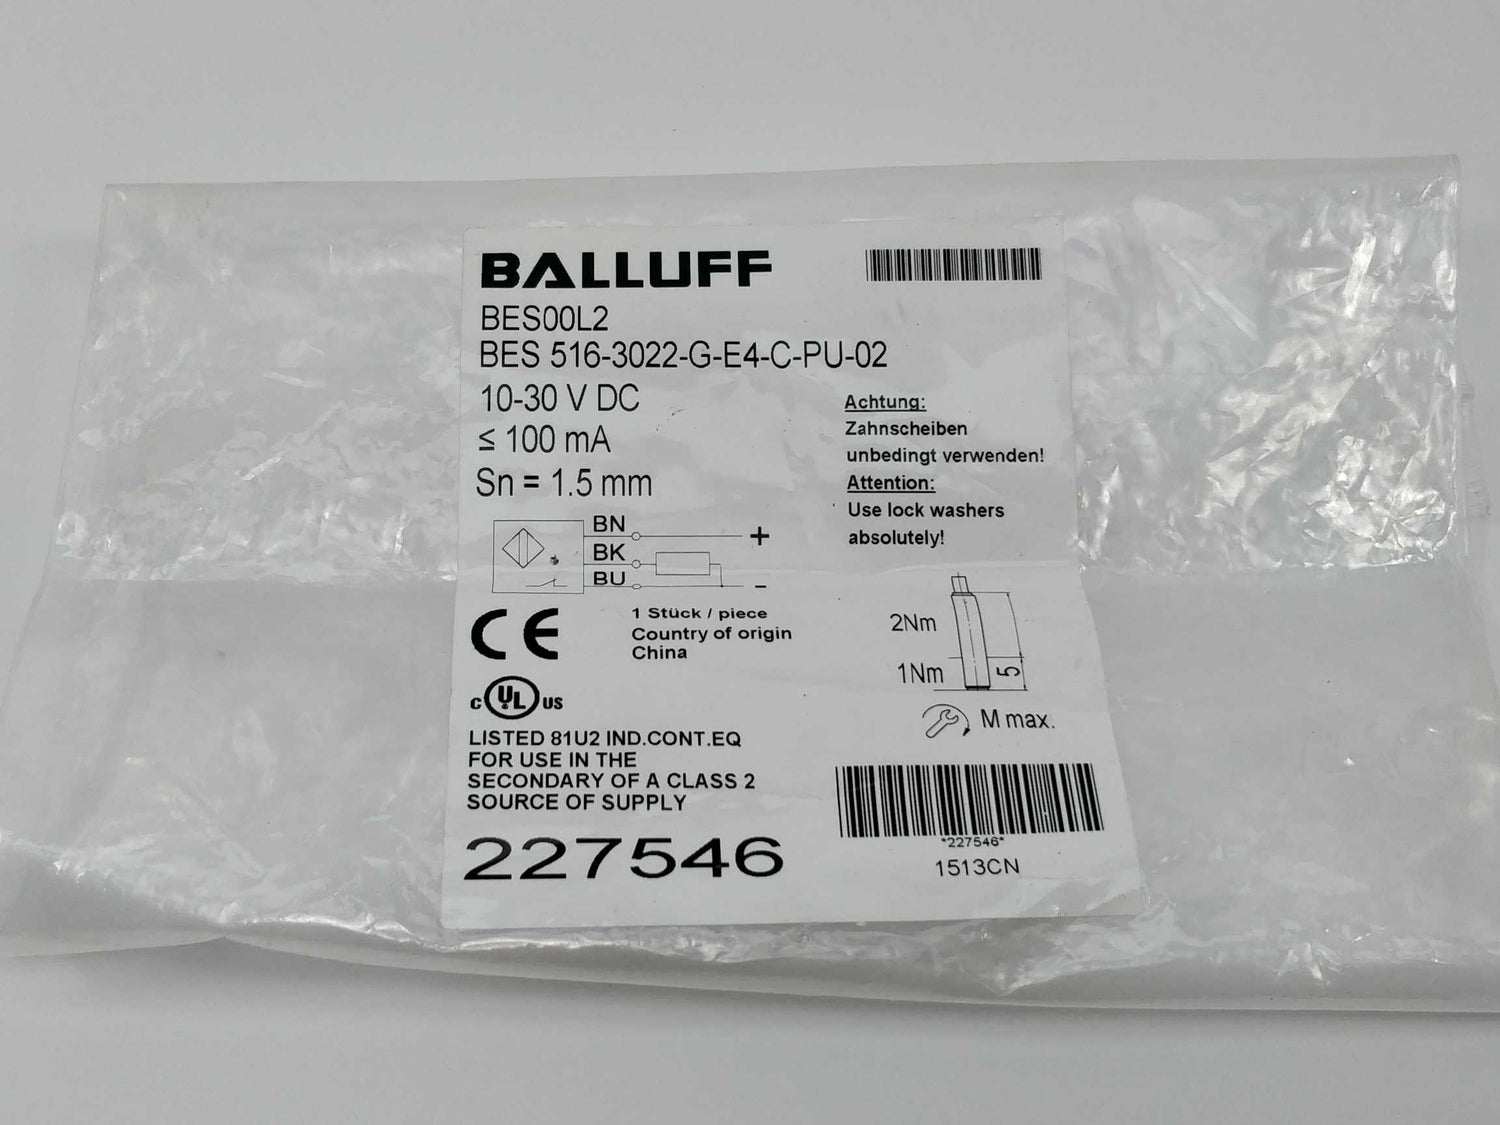 BALLUFF
BES00L2
BES 516-3022-G-E4-C-PU-02
10-30 V DC
≤ 100 mA
Sn = 1.5 mm
Achtung:
Zahnscheiben
unbedingt verwenden!
Attention:
Use lock washers
absolutely!
BN
+
BK
BU
-
CE
1 Stück / piece
Country of origin
China
2Nm
1Nm
5
M max.
c UL us
LISTED 81U2 IND.CONT.EQ
FOR USE IN THE
SECONDARY OF A CLASS 2
SOURCE OF SUPPLY
227546
*227546*
1513CN